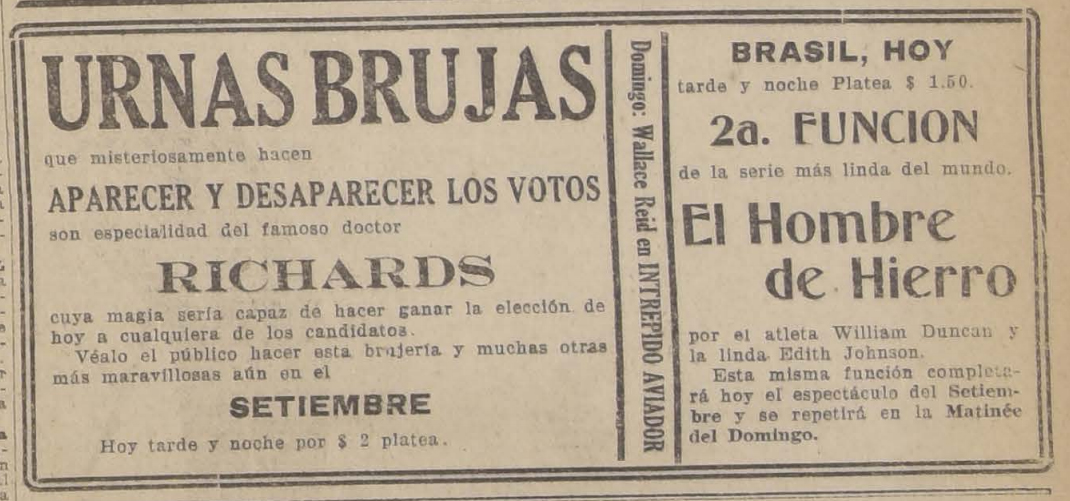 URNAS BRUJAS
que misteriosamente hacen
APARECER Y DESAPARECER LOS VOTOS
son especialidad del famoso doctor
RICHARDS
cuya magia sería capaz de hacer ganar la elección de
hoy a cualquiera de los candidatos.
Véalo el público hacer esta brujería y muchas otras
más maravillosas aún en el
SETIEMBRE
Hoy tarde y noche por $ 2 platea.
Domingo: Wallace Reid en INTREPIDO AVIADOR
BRASIL, HOY
tarde y noche Platea $ 1.50.
2a. FUNCION
de la serie más linda del mundo.
El Hombre
de Hierro
por el atleta William Duncan y
la linda Edith Johnson.
Esta misma función completa-
rá hoy el espectáculo del Setiem-
bre y se repetirá en la Matinée
del Domingo.